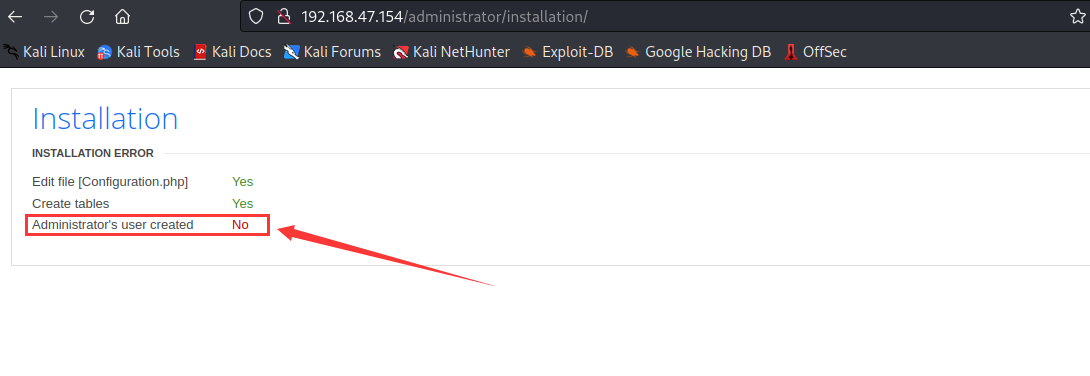 192.168.47.154/administrator/installation/
Kali Linux Kali Tools Kali Docs Kali Forums Kali NetHunter Exploit-DB Google Hacking DB OffSec
Installation
INSTALLATION ERROR
Edit file [Configuration.php] Yes
Create tables Yes
Administrator's user created No